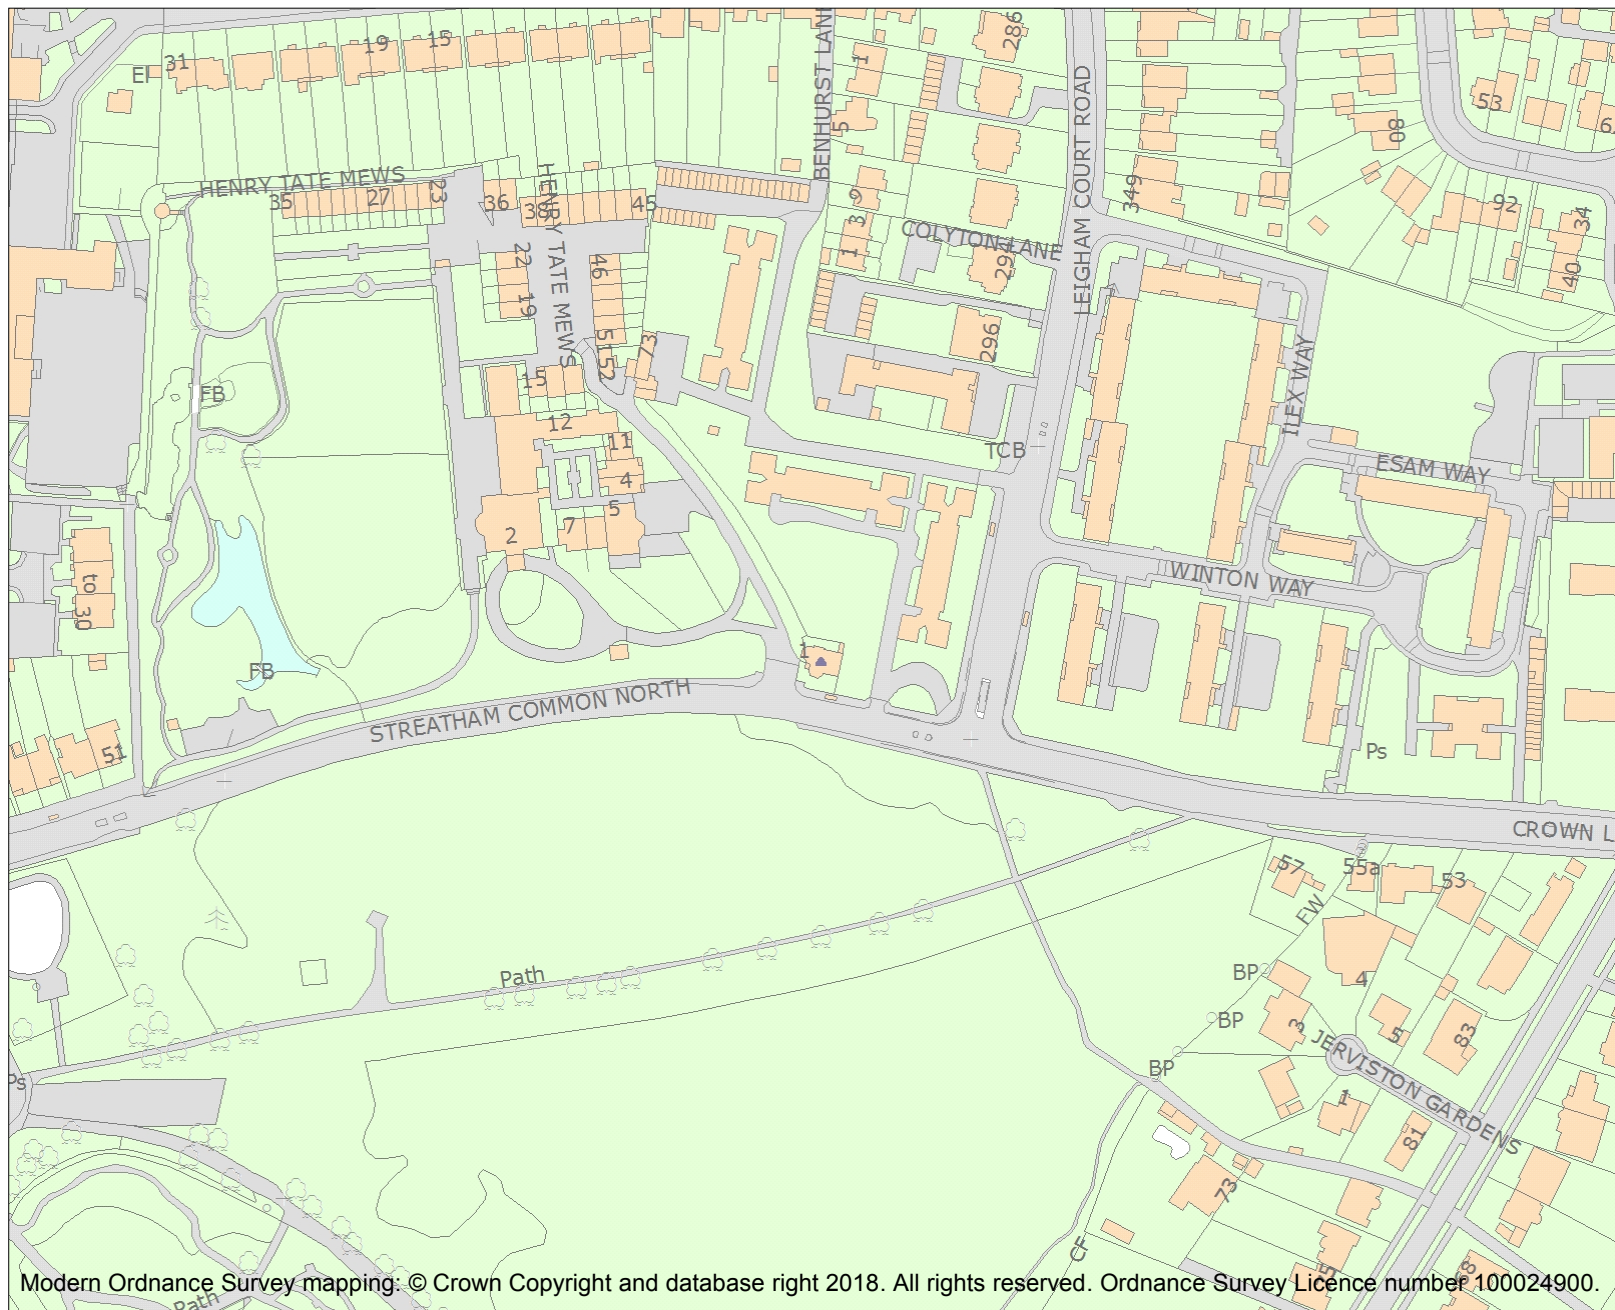 286
19
15
31
El
1
53
5
80
BENHURST LANE
LEIGHAM COURT ROAD
HENRY TATE MEWS
35
27
23
36
38
45
9
3
1
349
92
34
40
COLYTON LANE
294
HENRY TATE MEWS
22
19
46
51
52
73
296
ILEX WAY
FB
15
12
11
4
5
7
2
TCB
ESAM WAY
WINTON WAY
to
30
FB
1
STREATHAM COMMON NORTH
51
Ps
CROWN L
57
55a
53
FW
BP
4
Path
BP
3
5
83
JERVISTON GARDENS
BP
1
81
Ps
73
CF
68
Path
Modern Ordnance Survey mapping: © Crown Copyright and database right 2018. All rights reserved. Ordnance Survey Licence number 100024900.